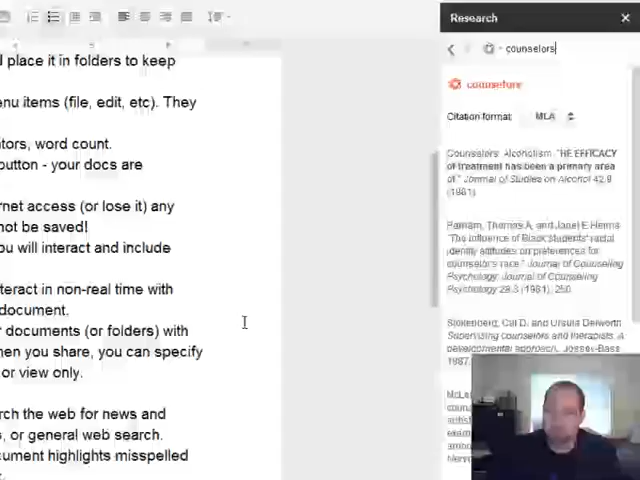 Research
place it in folders to keep
counselors
enu items (file, edit, etc). They
counselors
Citation format: MLA
ators, word count.
button - your docs are
Counselors. Alcoholism. "HE EFFICACY
of treatment has been a primary area
of." Journal of Studies on Alcohol 42.9
(1981)
rnet access (or lose it) any
not be saved!
ou will interact and include
Parham, Thomas A, and Janet E Helms
"The influence of Black students' racial
identity attitudes on preferences for
counselor's race." Journal of Counseling
Psychology Journal of Counseling
Psychology 28.3 (1981), 250
teract in non-real time with
document.
r documents (or folders) with
hen you share, you can specify
or view only.
Stoltenberg, Cal D. and Ursula Delworth
Supervising counselors and therapists: A
developmental approach. Jossey-Bass
1987.
rch the web for news and
, or general web search.
cument highlights misspelled